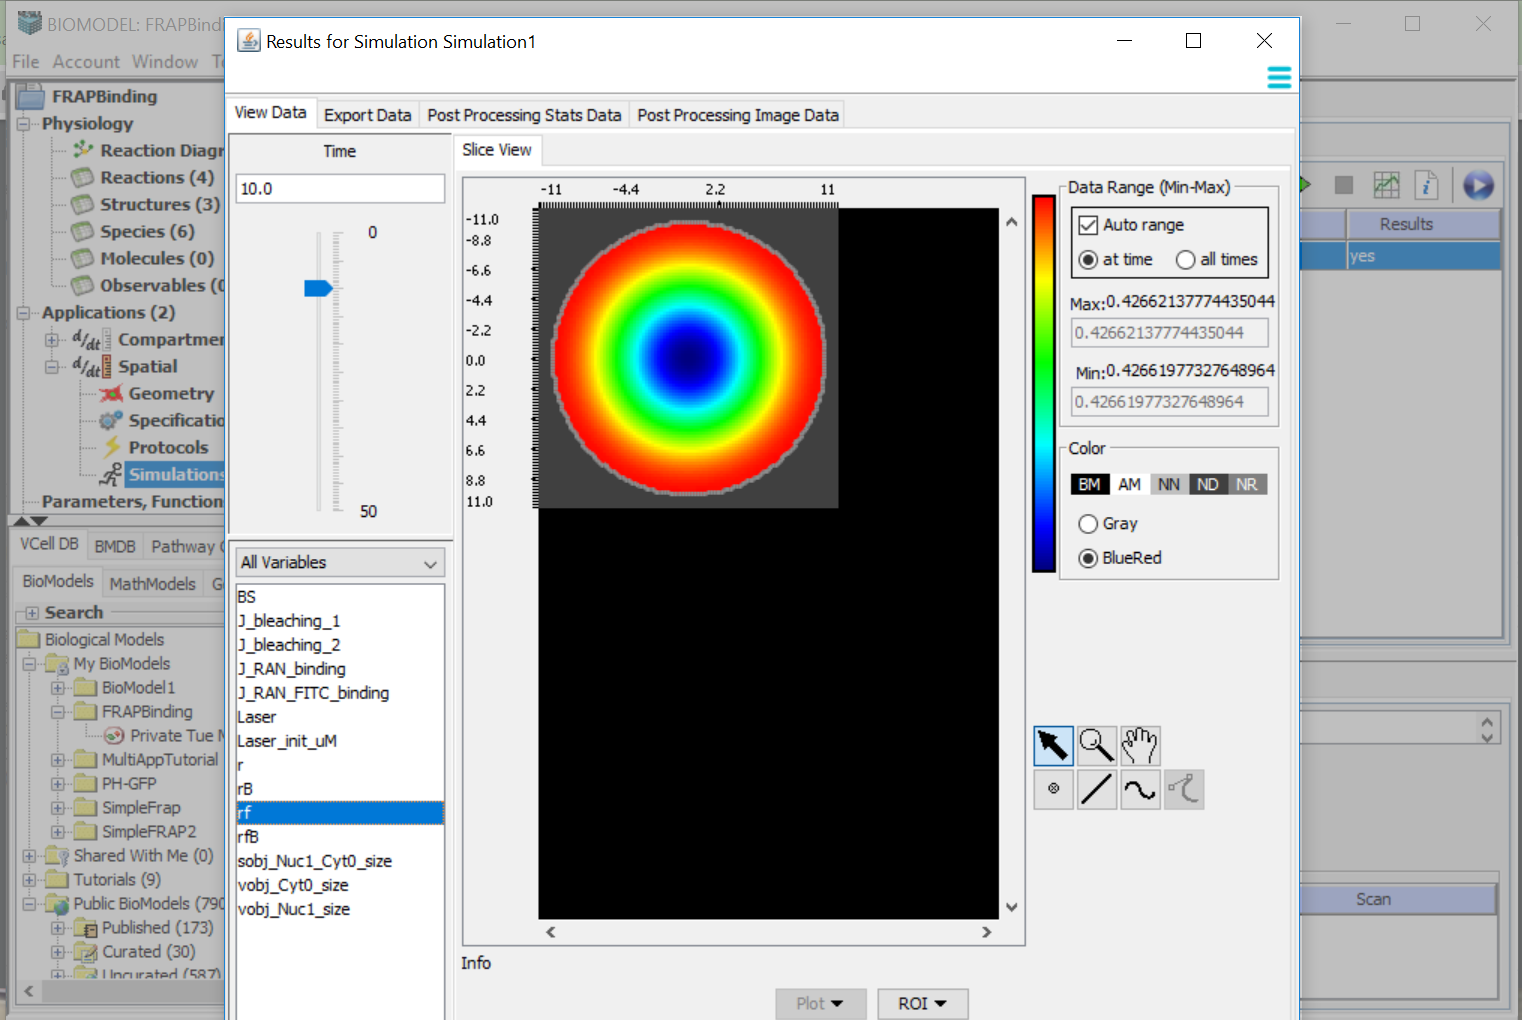 BIOMODEL: FRAPBind
File Account Window T
FRAPBinding
Physiology
Reaction Diagr
Reactions (4)
Structures (3)
Species (6)
Molecules (0)
Observables (0
Applications (2)
d/dt Compartmen
d/dt Spatial
Geometry
Specificatio
Protocols
Simulations
Parameters, Function
VCell DB BMDB Pathway
BioModels MathModels G
Search
Biological Models
My BioModels
BioModel1
FRAPBinding
Private Tue
MultiAppTutorial
PH-GFP
SimpleFrap
SimpleFRAP2
Shared With Me (0)
Tutorials (9)
Public BioModels (790
Published (173)
Curated (30)
Uncurated (587)
Results for Simulation Simulation1
View Data Export Data Post Processing Stats Data Post Processing Image Data
Time
10.0
0
50
All Variables
BS
J_bleaching_1
J_bleaching_2
J_RAN_binding
J_RAN_FITC_binding
Laser
Laser_init_uM
r
rB
rf
rfB
sobj_Nuc1_Cyt0_size
vobj_Cyt0_size
vobj_Nuc1_size
Slice View
-11 -4.4 2.2 11
-11.0
-8.8
-6.6
-4.4
-2.2
0.0
2.2
4.4
6.6
8.8
11.0
Info
Plot ROI
Data Range (Min-Max)
Auto range
at time all times
Max:0.42662137774435044
0.42662137774435044
Min:0.42661977327648964
0.42661977327648964
Color
BM AM NN ND NR
Gray
BlueRed
Results
yes
Scan